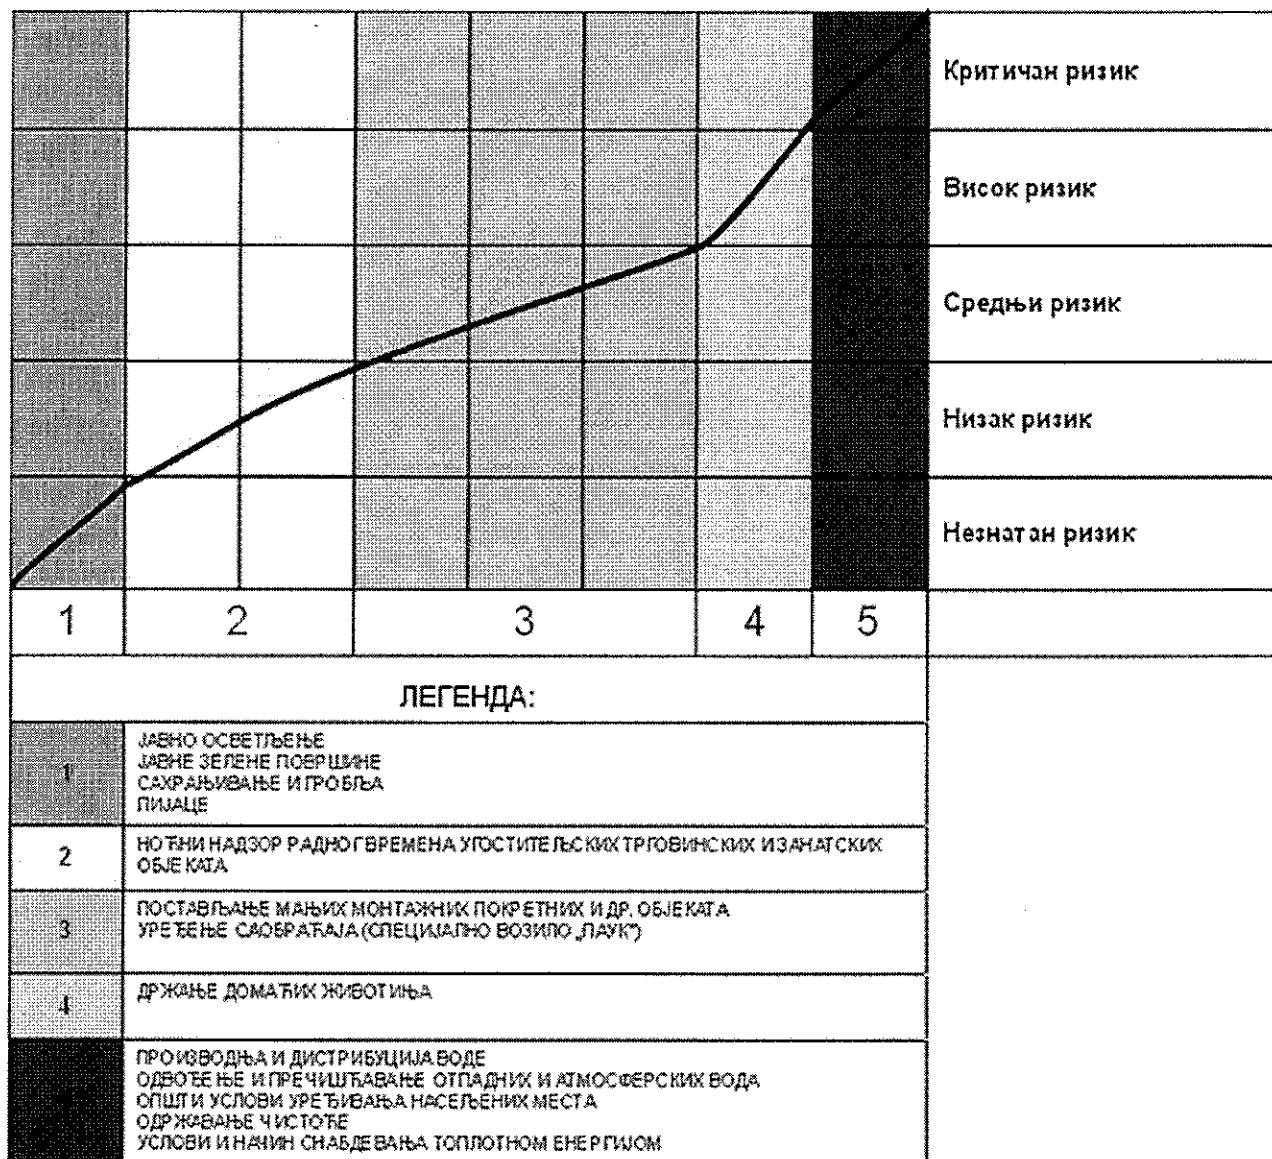 Критичан ризик
Висок ризик
Средњи ризик
Низак ризик
Незнатан ризик
1 2 3 4 5
ЛЕГЕНДА:
1
ЈАВНО ОСВЕТЉЕЊЕ
ЈАВНЕ ЗЕЛЕНЕ ПОВРШИНЕ
САХРАЊИВАЊЕ И ГРОБЉА
ПИЈАЦЕ
2
НОЋНИ НАДЗОР РАДНОГ ВРЕМЕНА УГОСТИТЕЉСКИХ ТРГОВИНСКИХ И ЗАНАТСКИХ
ОБЈЕКАТА
3
ПОСТАВЉАЊЕ МАЊИХ МОНТАЖНИХ ПОКРЕТНИХ И ДР. ОБЈЕКАТА
УРЕЂЕЊЕ САОБРАЋАЈА (СПЕЦИЈАЛНО ВОЗИЛО „ПАУК“)
4
ДРЖАЊЕ ДОМАЋИХ ЖИВОТИЊА
ПРОИЗВОДЊА И ДИСТРИБУЦИЈА ВОДЕ
ОДВОЂЕЊЕ И ПРЕЧИШЋАВАЊЕ ОТПАДНИХ И АТМОСФЕРСКИХ ВОДА
ОПШТИ УСЛОВИ УРЕЂИВАЊА НАСЕЉЕНИХ МЕСТА
ОДРЖАВАЊЕ ЧИСТОЋЕ
УСЛОВИ И НАЧИН СНАБДЕВАЊА ТОПЛОТНОМ ЕНЕРГИЈОМ